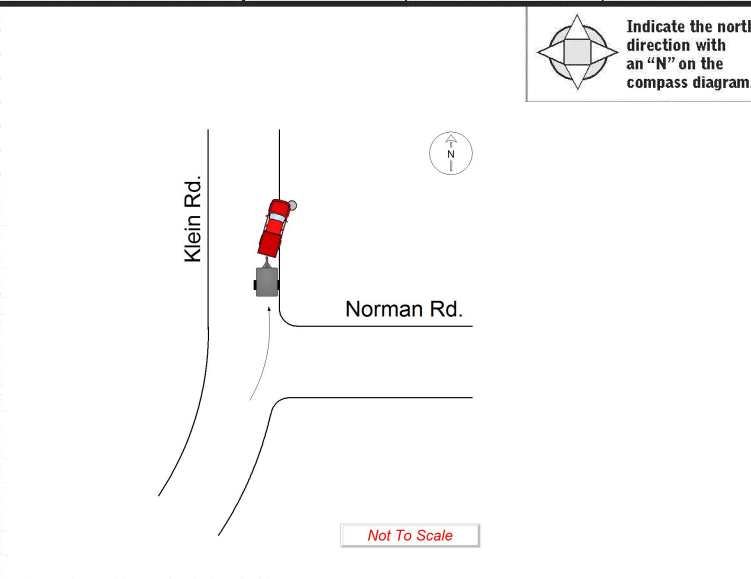 Indicate the north
direction with
an “N” on the
compass diagram.
N
Klein Rd.
Norman Rd.
Not To Scale